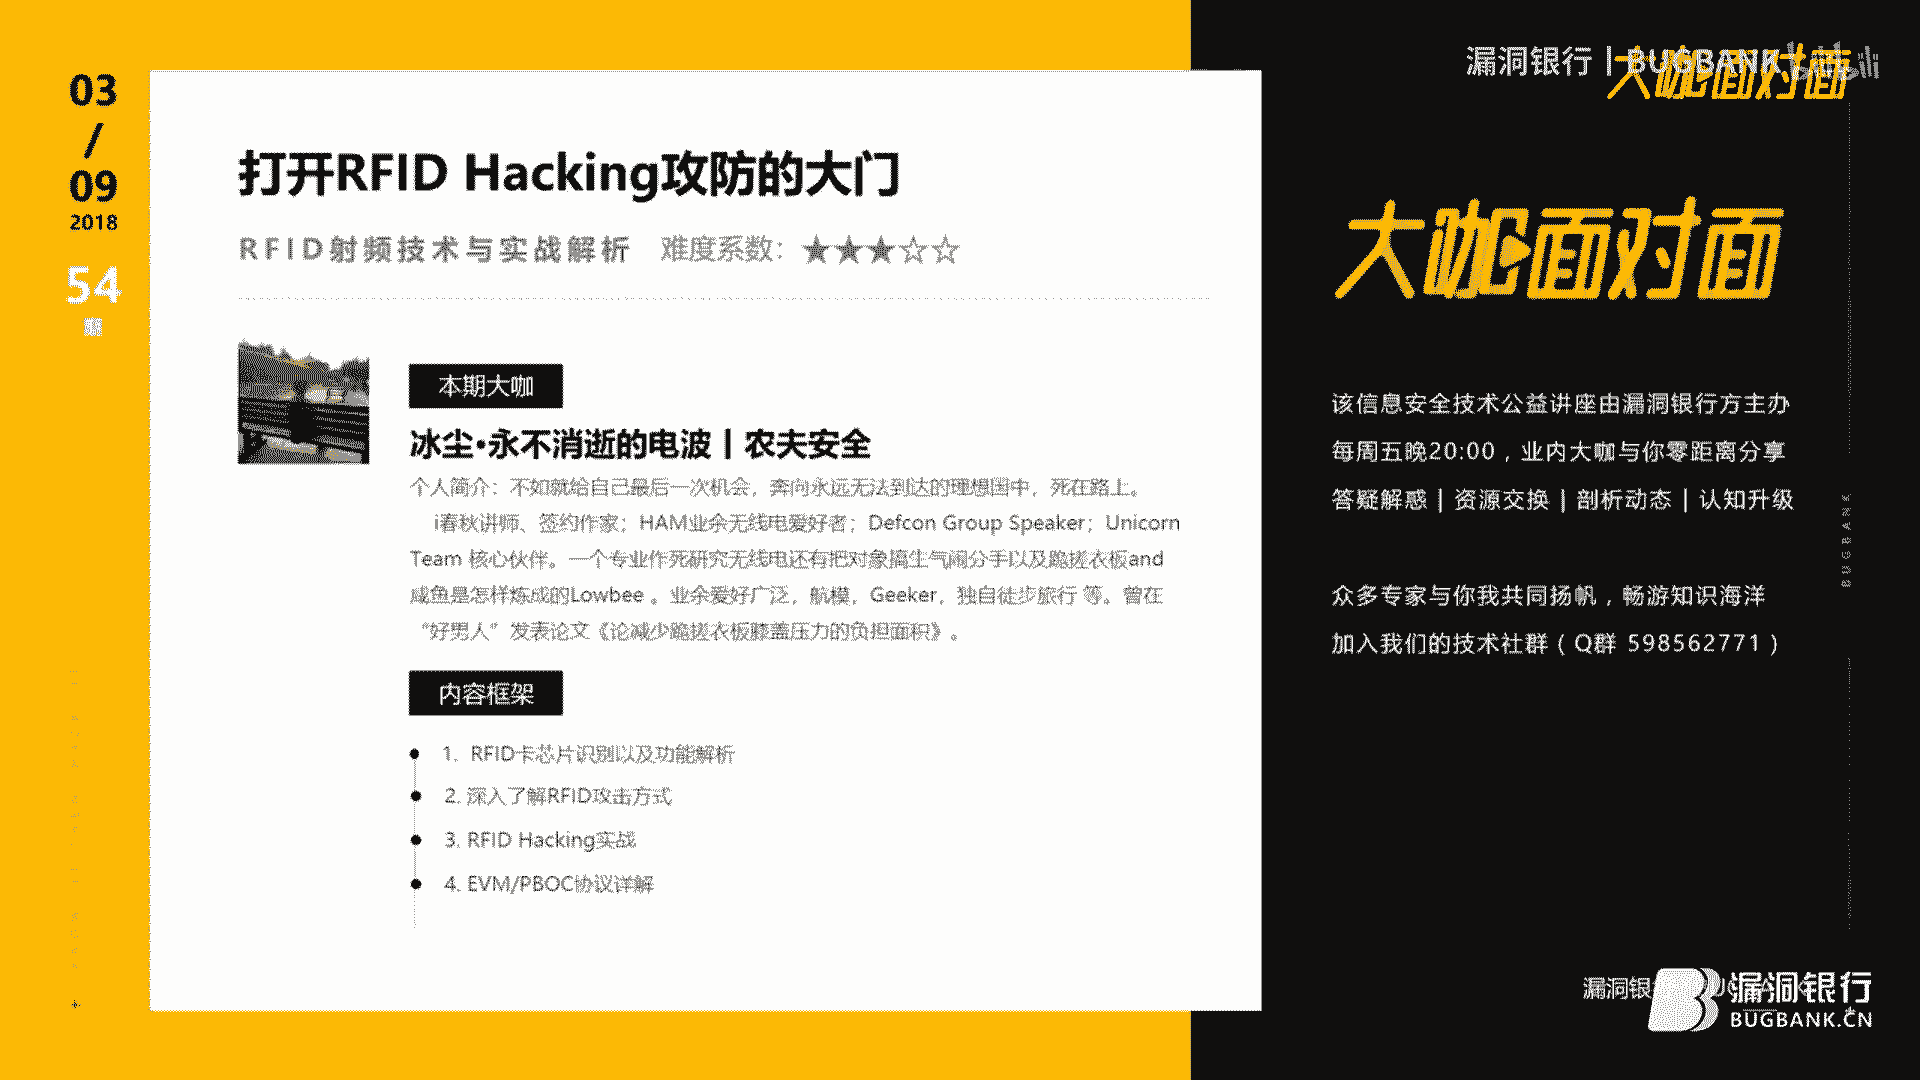 03
/
09
2018
54
期
打开RFID Hacking攻防的大门
RFID射频技术与实战解析 难度系数：★★★☆☆
本期大咖
冰尘·永不消逝的电波丨农夫安全
个人简介：不如就给自己最后一次机会，奔向永远无法到达的理想国中，死在路上。
i春秋讲师、签约作家；HAM业余无线电爱好者；Defcon Group Speaker；Unicorn
Team 核心伙伴。一个专业作死研究无线电还有把对象搞生气闹分手以及跪搓衣板and
咸鱼是怎样炼成的Lowbee 。业余爱好广泛，航模，Geeker，独自徒步旅行 等。曾在
“好男人”发表论文《论减少跪搓衣板膝盖压力的负担面积》。
内容框架
1. RFID卡芯片识别以及功能解析
2. 深入了解RFID攻击方式
3. RFID Hacking实战
4. EVM/PBOC协议详解
漏洞银行丨BUGBANK
bilibili
大咖面对面
大咖面对面
该信息安全技术公益讲座由漏洞银行方主办
每周五晚20:00，业内大咖与你零距离分享
答疑解惑 | 资源交换 | 剖析动态 | 认知升级
众多专家与你我共同扬帆，畅游知识海洋
加入我们的技术社群（Q群 598562771）
BUGBANK
漏洞银
漏洞银行
BUGBANK.CN